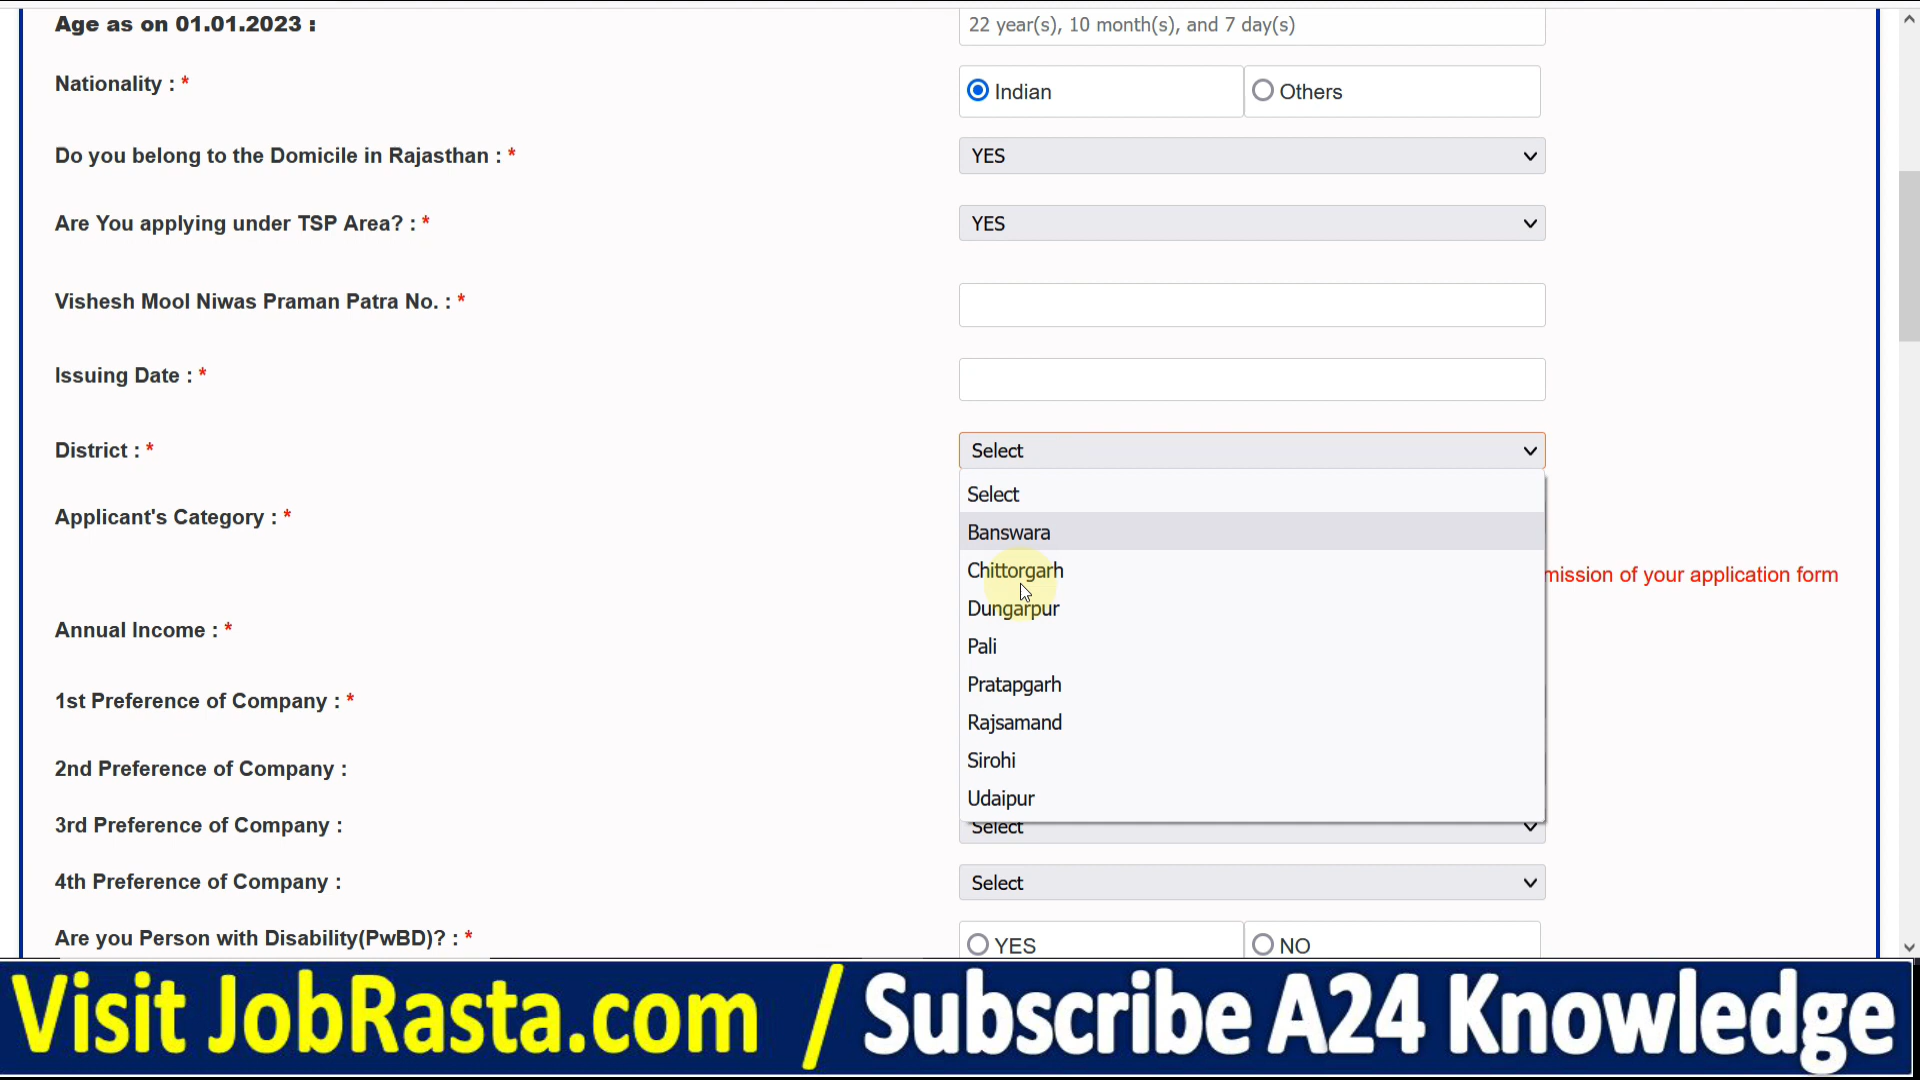 Age as on 01.01.2023 :
22 year(s), 10 month(s), and 7 day(s)
Nationality : *
Indian
Others
Do you belong to the Domicile in Rajasthan : *
YES
Are You applying under TSP Area? : *
YES
Vishesh Mool Niwas Praman Patra No. : *
Issuing Date : *
District : *
Select
Select
Banswara
Chittorgarh
Dungarpur
Pali
Pratapgarh
Rajsamand
Sirohi
Udaipur
Applicant's Category : *
mission of your application form
Annual Income : *
1st Preference of Company : *
2nd Preference of Company :
3rd Preference of Company :
Select
4th Preference of Company :
Select
Are you Person with Disability(PwBD)? : *
YES
NO
Visit JobRasta.com / Subscribe A24 Knowledge